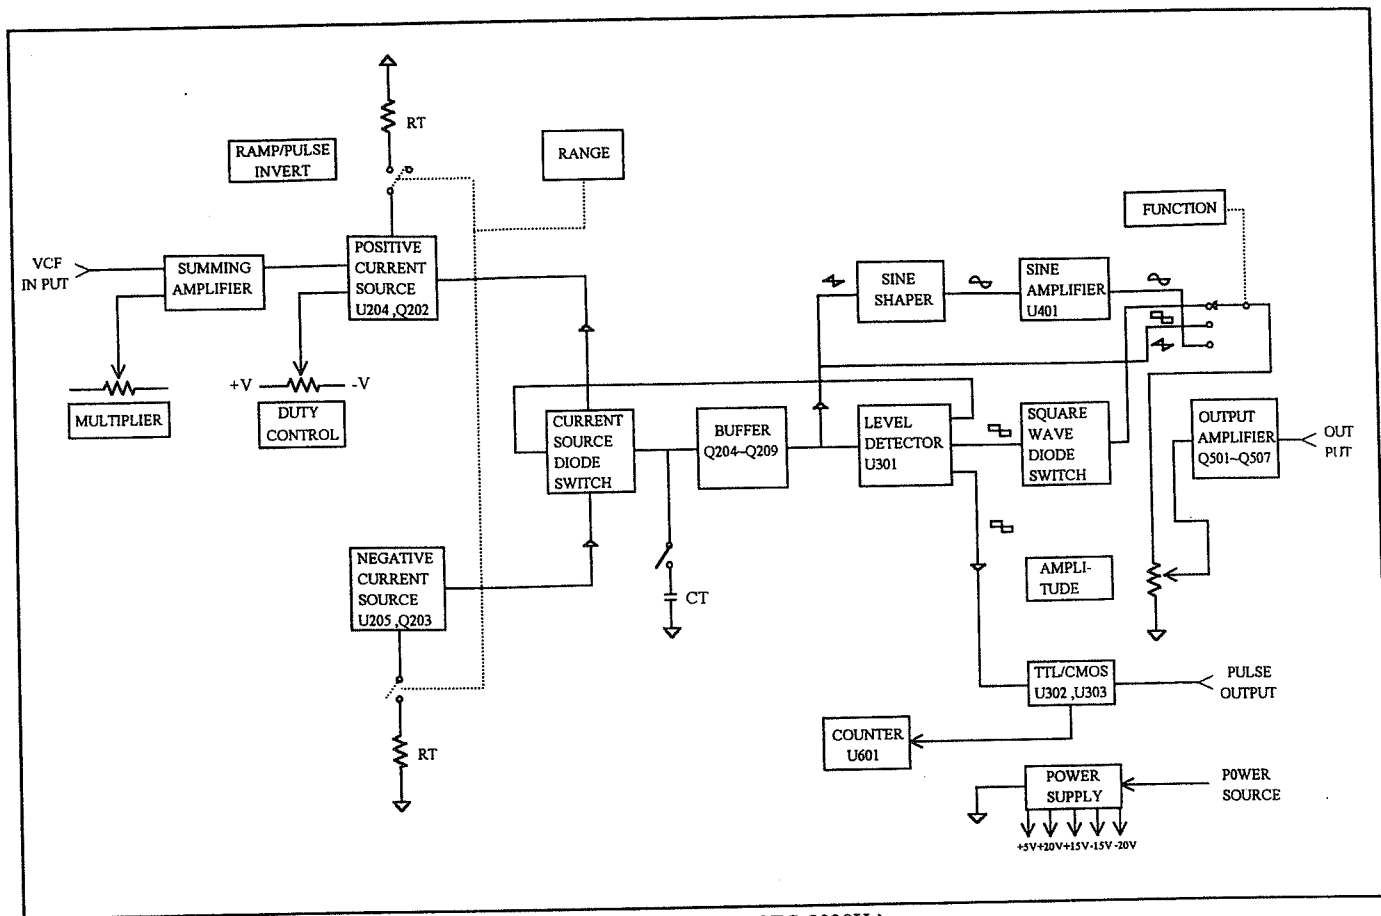 RT
RAMP/PULSE
INVERT
RANGE
FUNCTION
VCF
IN PUT
SUMMING
AMPLIFIER
POSITIVE
CURRENT
SOURCE
U204 ,Q202
SINE
SHAPER
SINE
AMPLIFIER
U401
+V
-V
MULTIPLIER
DUTY
CONTROL
CURRENT
SOURCE
DIODE
SWITCH
BUFFER
Q204~Q209
LEVEL
DETECTOR
U301
SQUARE
WAVE
DIODE
SWITCH
OUTPUT
AMPLIFIER
Q501~Q507
OUT
PUT
NEGATIVE
CURRENT
SOURCE
U205 ,Q203
CT
AMPLI-
TUDE
RT
TTL/CMOS
U302 ,U303
PULSE
OUTPUT
COUNTER
U601
POWER
SUPPLY
P0WER
SOURCE
+5V+20V+15V-15V-20V